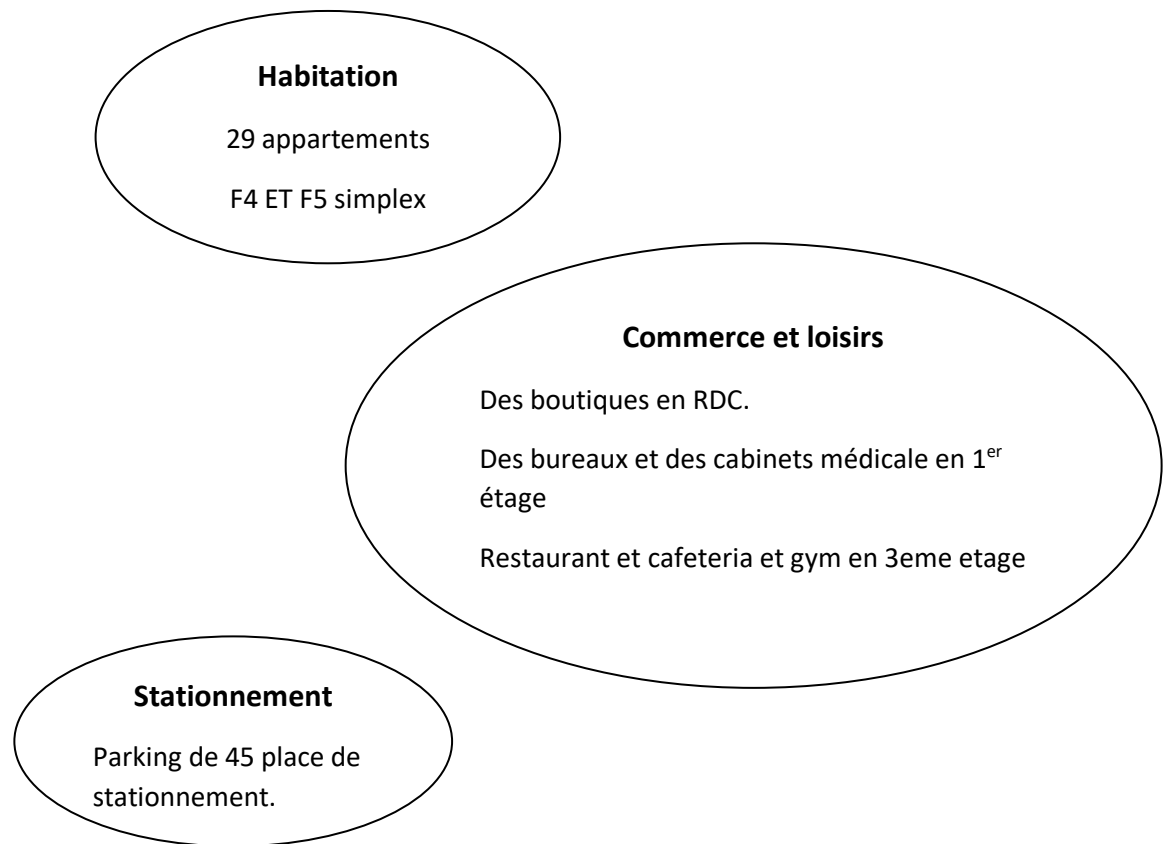 Habitation
29 appartements
F4 ET F5 simplex
Commerce et loisirs
Des boutiques en RDC.
Des bureaux et des cabinets médicale en 1er
étage
Restaurant et cafeteria et gym en 3eme etage
Stationnement
Parking de 45 place de
stationnement.